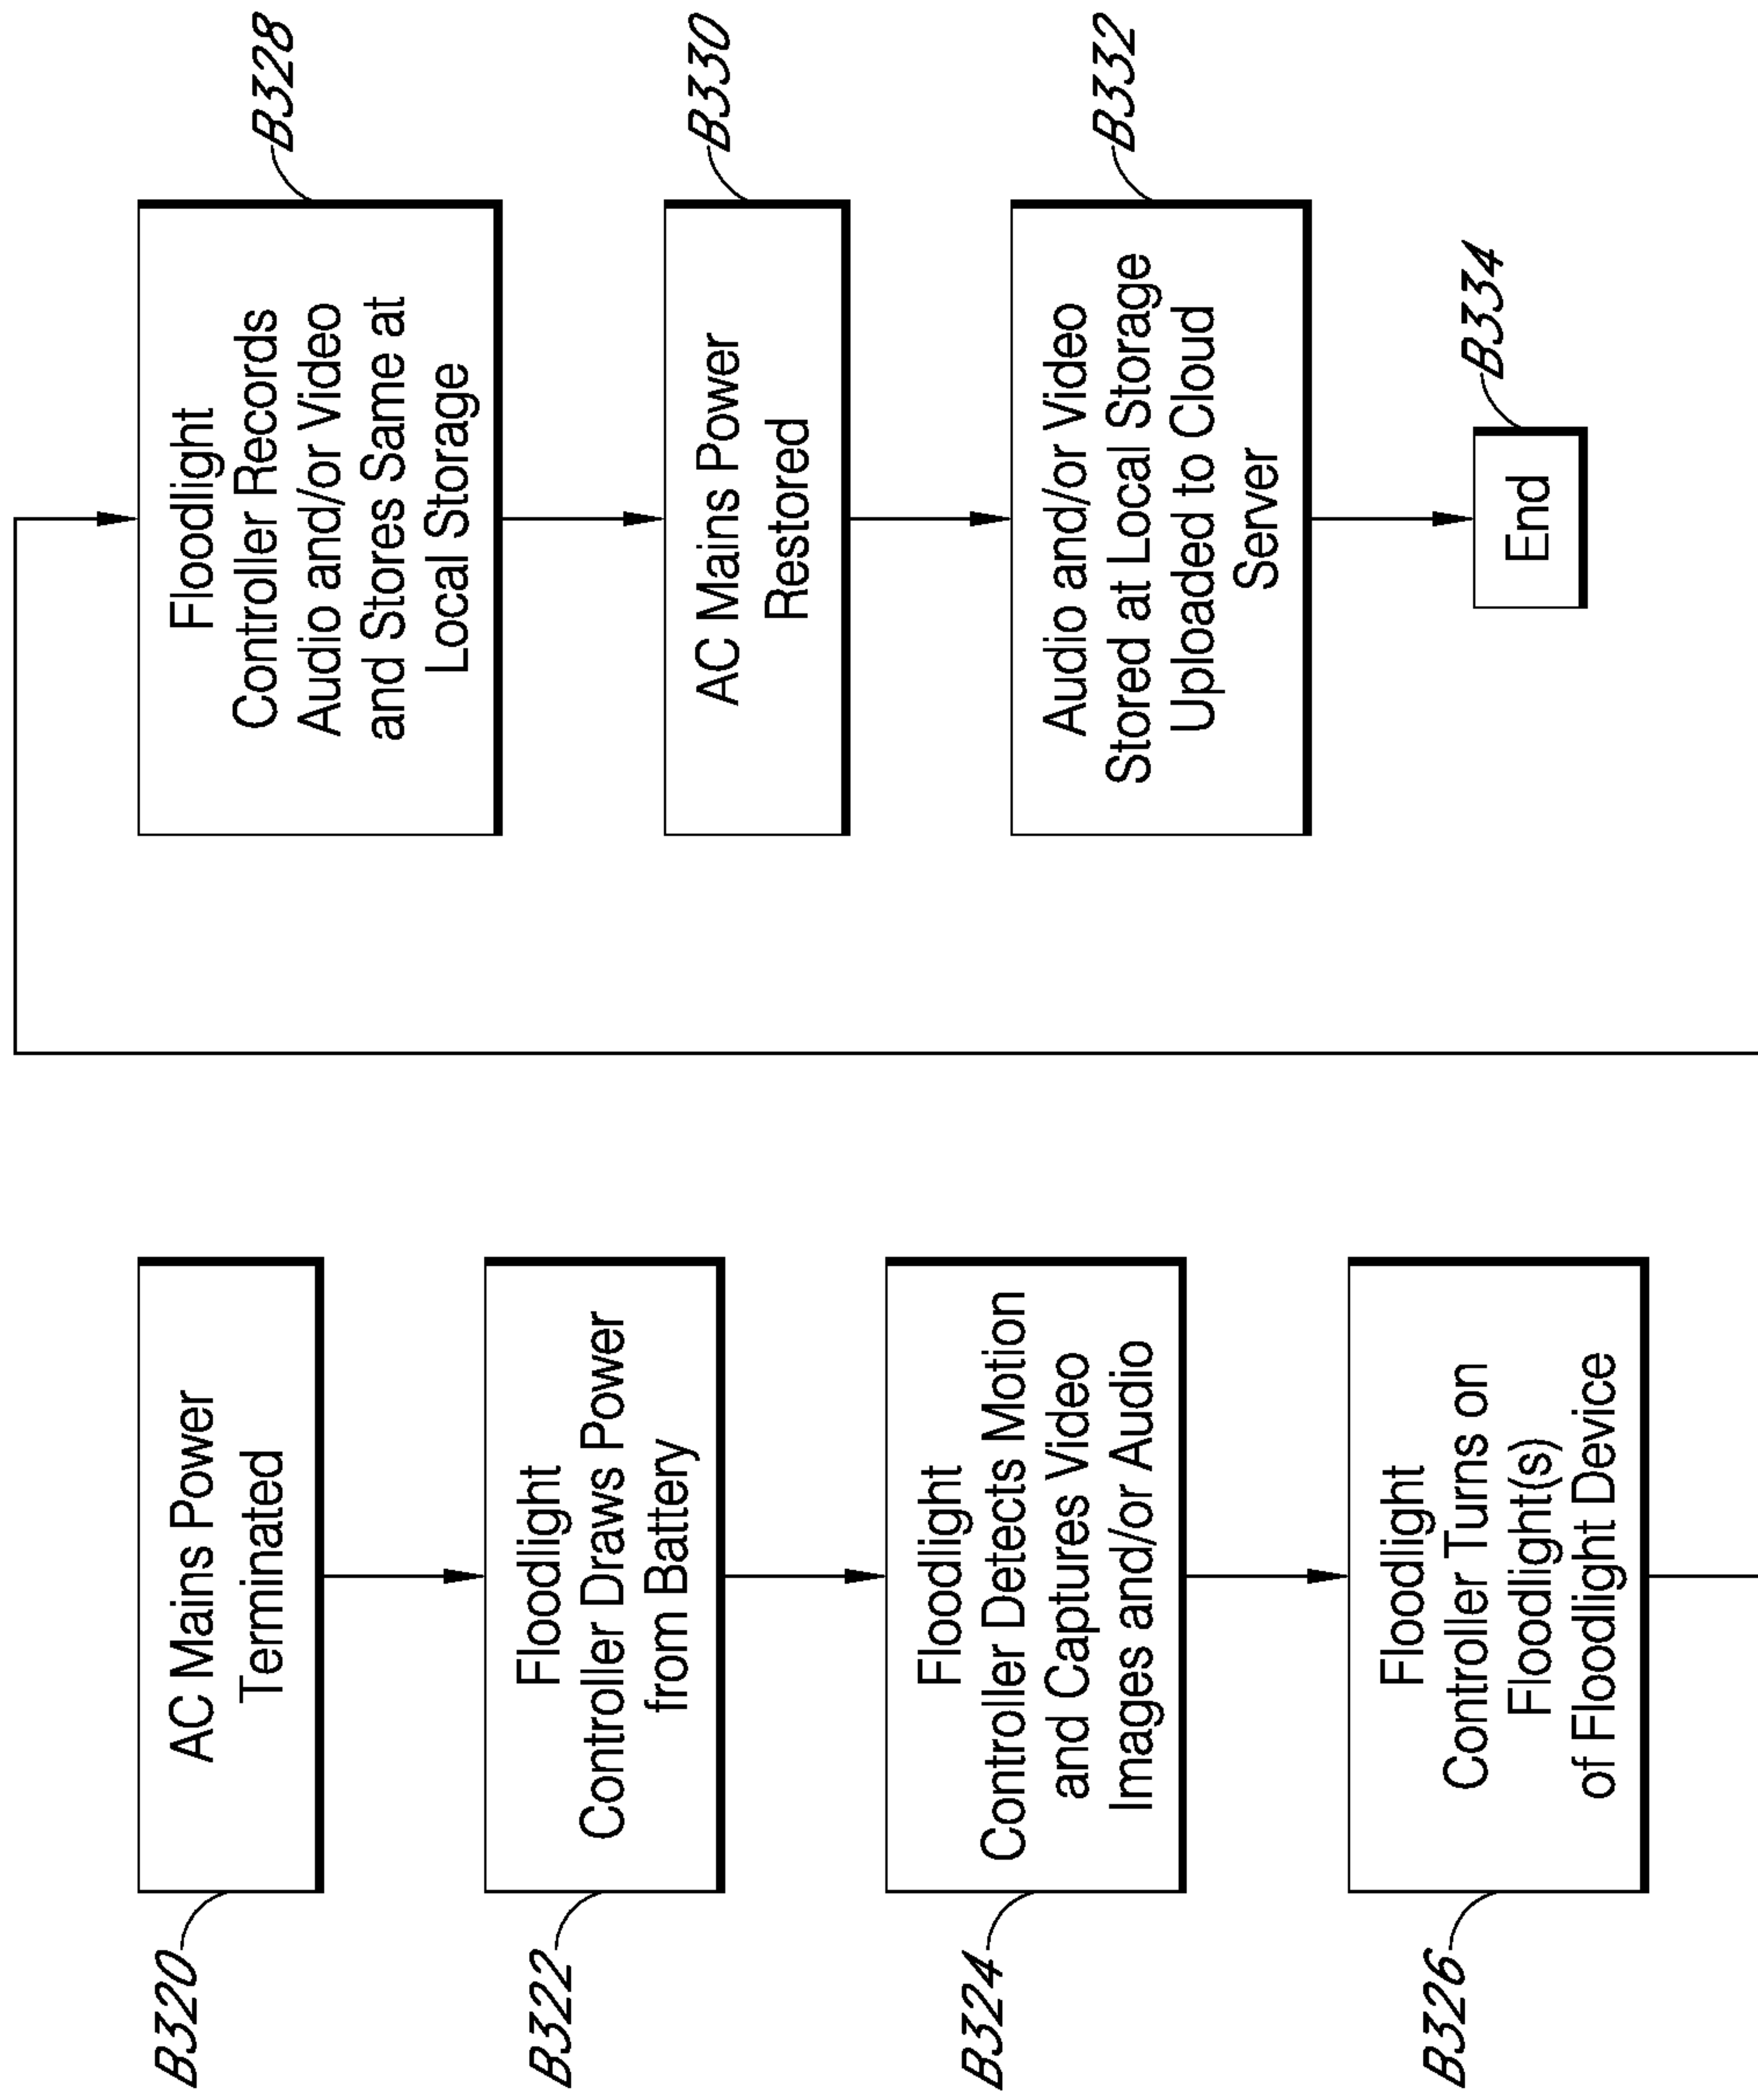 B320
AC Mains Power
Terminated
B322
Floodlight
Controller Draws Power
from Battery
B324
Floodlight
Controller Detects Motion
and Captures Video
Images and/or Audio
B326
Floodlight
Controller Turns on
Floodlight(s)
of Floodlight Device
B328
Floodlight
Controller Records
Audio and/or Video
and Stores Same at
Local Storage
B330
AC Mains Power
Restored
B332
Audio and/or Video
Stored at Local Storage
Uploaded to Cloud
Server
B334
End